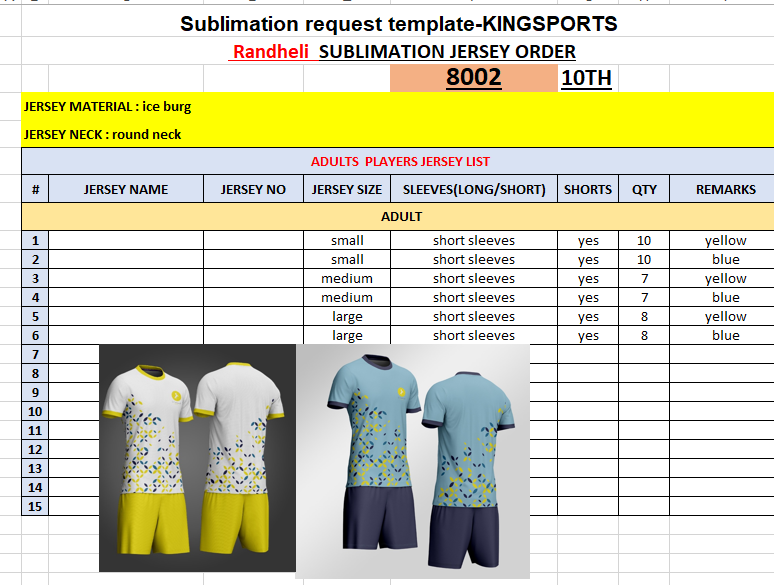 Sublimation request template-KINGSPORTS
Randheli SUBLIMATION JERSEY ORDER
8002 10TH
JERSEY MATERIAL : ice burg
JERSEY NECK : round neck
ADULTS PLAYERS JERSEY LIST
# JERSEY NAME JERSEY NO JERSEY SIZE SLEEVES(LONG/SHORT) SHORTS QTY REMARKS
ADULT
1 small short sleeves yes 10 yellow
2 small short sleeves yes 10 blue
3 medium short sleeves yes 7 yellow
4 medium short sleeves yes 7 blue
5 large short sleeves yes 8 yellow
6 large short sleeves yes 8 blue
7
8
9
10
11
12
13
14
15